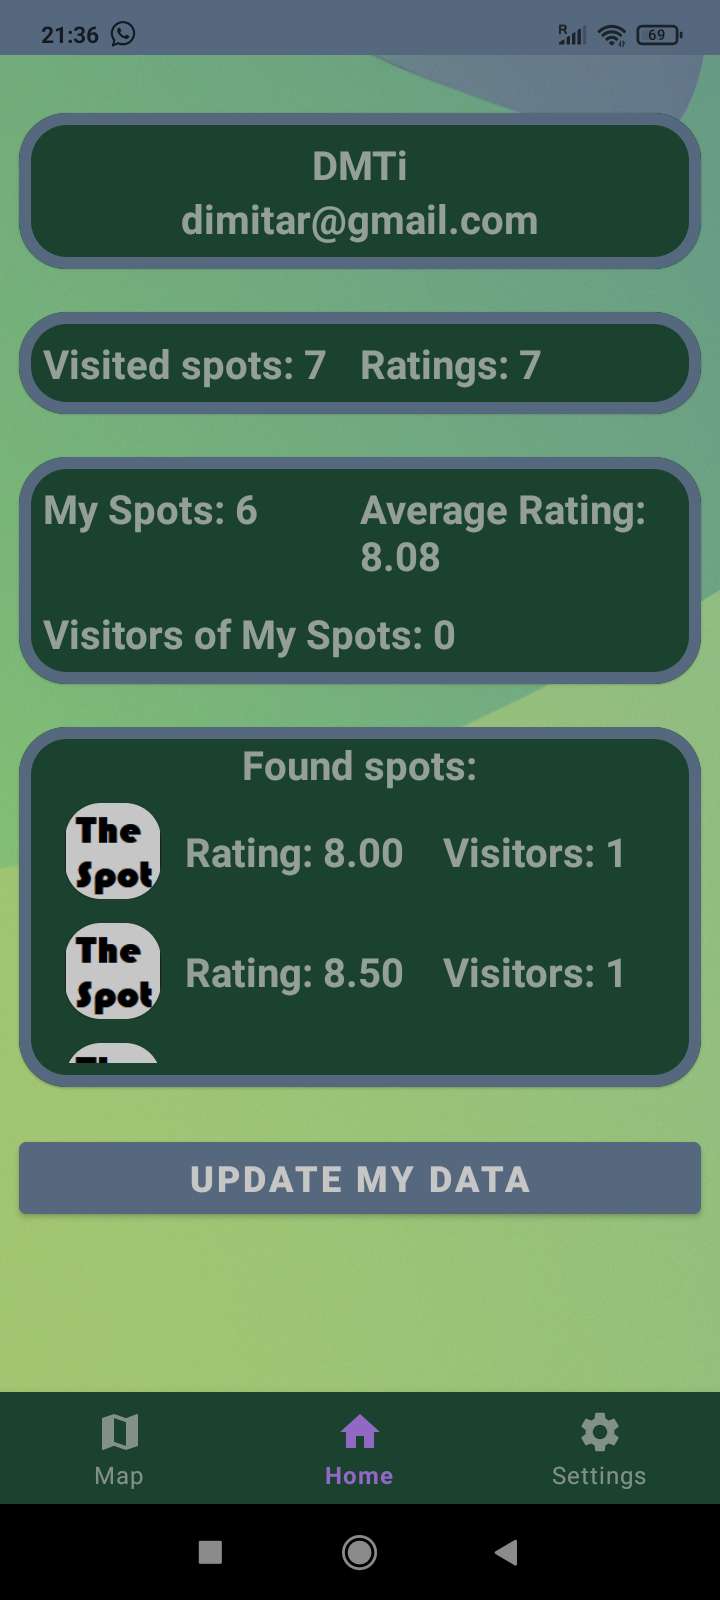 21:36
R 69
DMTi
dimitar@gmail.com
Visited spots: 7 Ratings: 7
My Spots: 6 Average Rating:
8.08
Visitors of My Spots: 0
Found spots:
The
Spot
Rating: 8.00 Visitors: 1
The
Spot
Rating: 8.50 Visitors: 1
UPDATE MY DATA
Map Home Settings